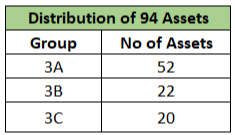 Distribution of 94 Assets
Group No of Assets
3A 52
3B 22
3C 20